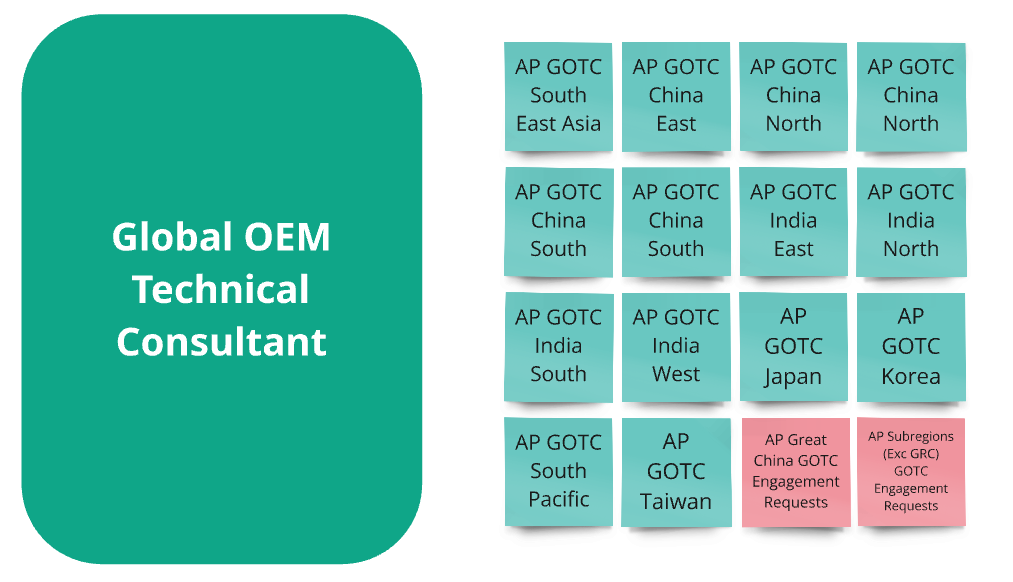 Global OEM
Technical
Consultant
AP GOTC
South
East Asia
AP GOTC
China
East
AP GOTC
China
North
AP GOTC
China
North
AP GOTC
China
South
AP GOTC
China
South
AP GOTC
India
East
AP GOTC
India
North
AP GOTC
India
South
AP GOTC
India
West
AP
GOTC
Japan
AP
GOTC
Korea
AP GOTC
South
Pacific
AP
GOTC
Taiwan
AP Great
China GOTC
Engagement
Requests
AP Subregions
(Exc GRC)
GOTC
Engagement
Requests